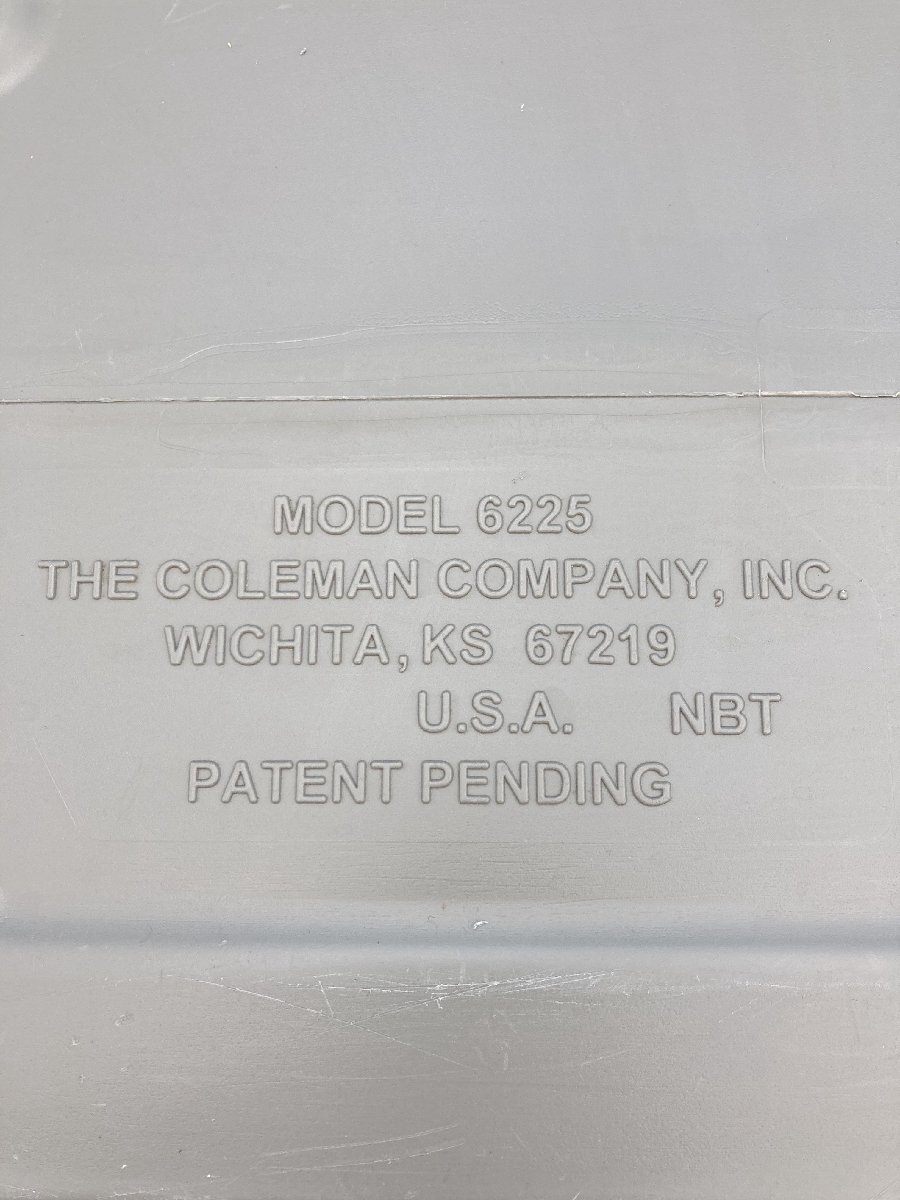 MODEL 6225
THE COLEMAN COMPANY, INC.
WICHITA, KS 67219
U.S.A. NBT
PATENT PENDING